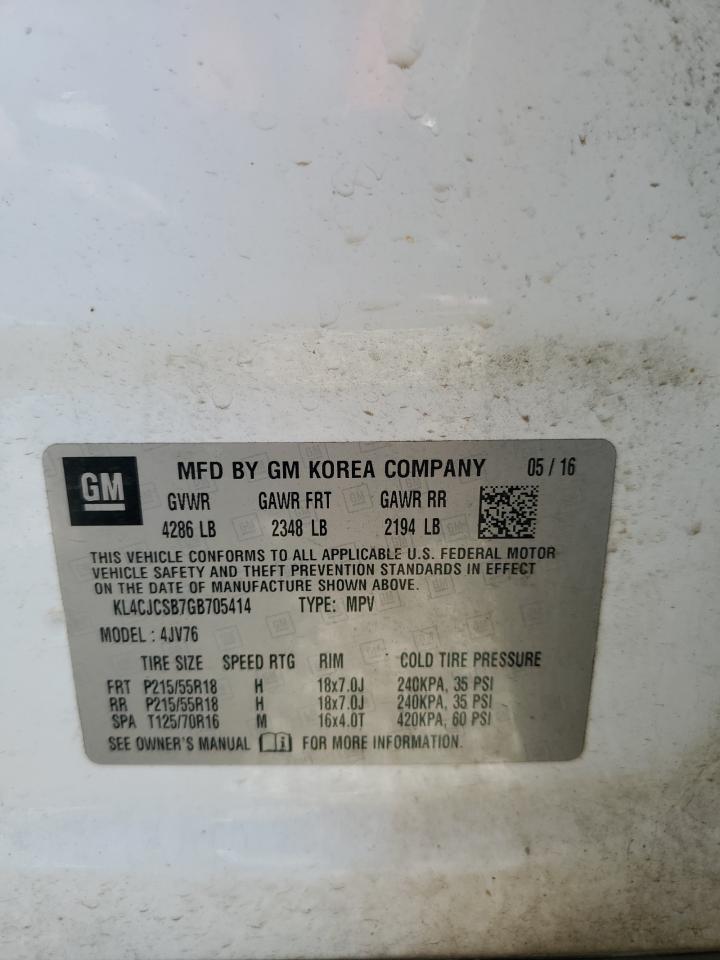 GM MFD BY GM KOREA COMPANY 05 / 16
GVWR GAWR FRT GAWR RR
4286 LB 2348 LB 2194 LB
THIS VEHICLE CONFORMS TO ALL APPLICABLE U.S. FEDERAL MOTOR
VEHICLE SAFETY AND THEFT PREVENTION STANDARDS IN EFFECT
ON THE DATE OF MANUFACTURE SHOWN ABOVE.
KL4CJCSB7GB705414 TYPE: MPV
MODEL : 4JV76
TIRE SIZE SPEED RTG RIM COLD TIRE PRESSURE
FRT P215/55R18 H 18x7.0J 240KPA, 35 PSI
RR P215/55R18 H 18x7.0J 240KPA, 35 PSI
SPA T125/70R16 M 16x4.0T 420KPA, 60 PSI
SEE OWNER'S MANUAL FOR MORE INFORMATION.